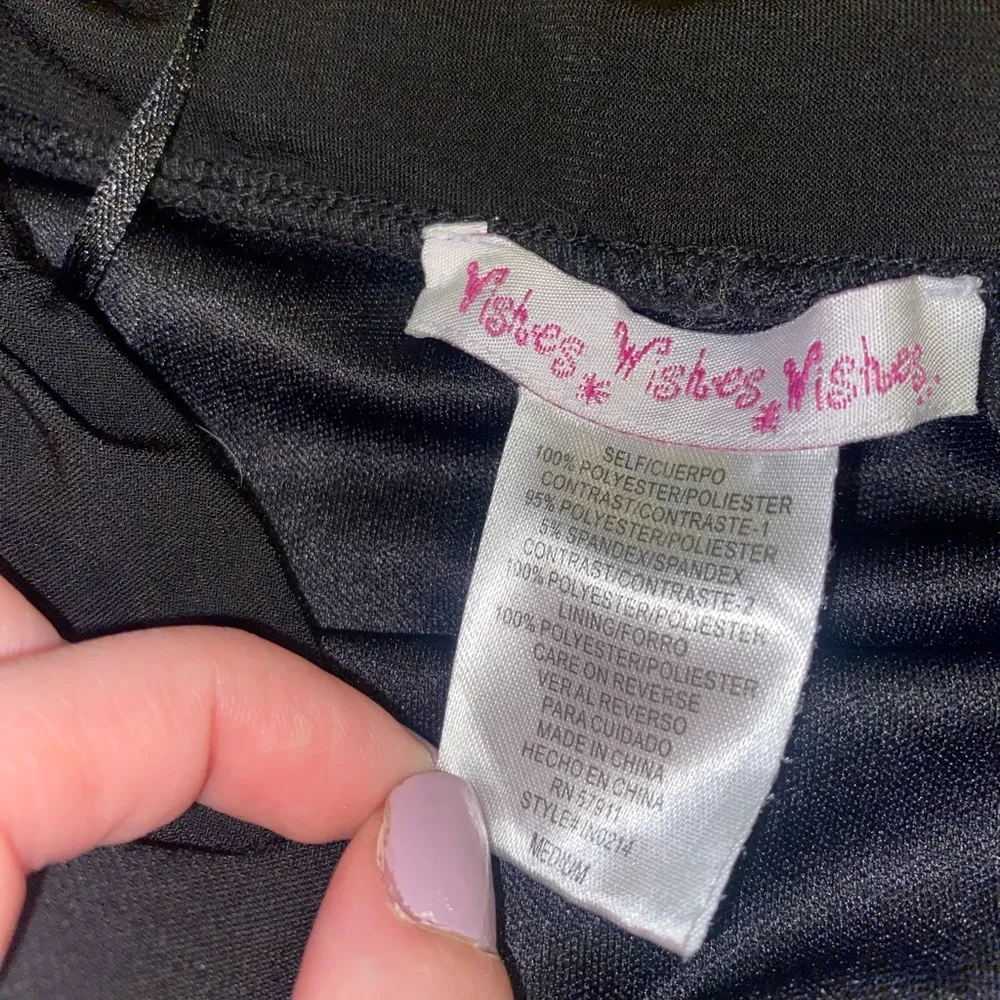 Wishes * Wishes * Wishes
SELF/CUERPO
100% POLYESTER/POLIESTER
CONTRAST/CONTRASTE-1
95% POLYESTER/POLIESTER
5% SPANDEX/SPANDEX
CONTRAST/CONTRASTE-2
100% POLYESTER/POLIESTER
LINING/FORRO
100% POLYESTER/POLIESTER
CARE ON REVERSE
VER AL REVERSO
PARA CUIDADO
MADE IN CHINA
HECHO EN CHINA
RN 57911
STYLE# IN0214
MEDIUM